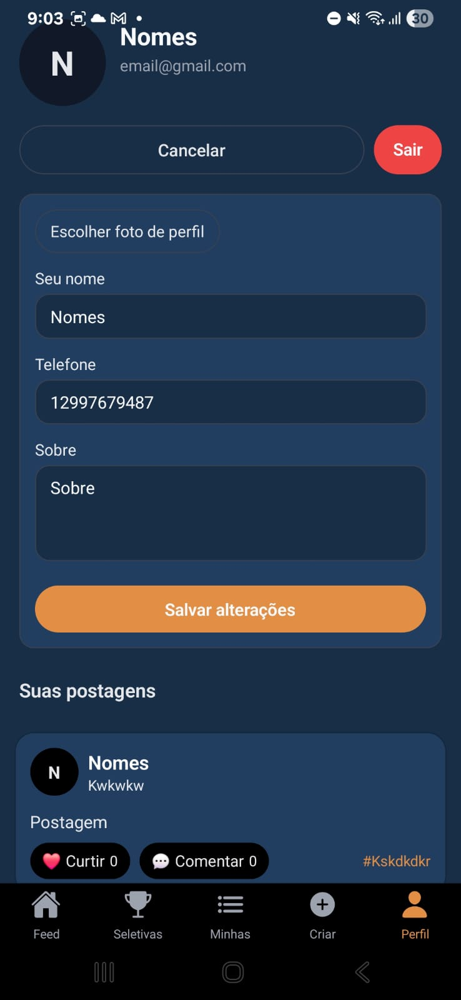 9:03
30
N
Nomes
email@gmail.com
Cancelar
Sair
Escolher foto de perfil
Seu nome
Nomes
Telefone
12997679487
Sobre
Sobre
Salvar alterações
Suas postagens
N
Nomes
Kwkwkw
Postagem
Curtir 0
Comentar 0
#Kskdkdkr
Feed
Seletivas
Minhas
Criar
Perfil